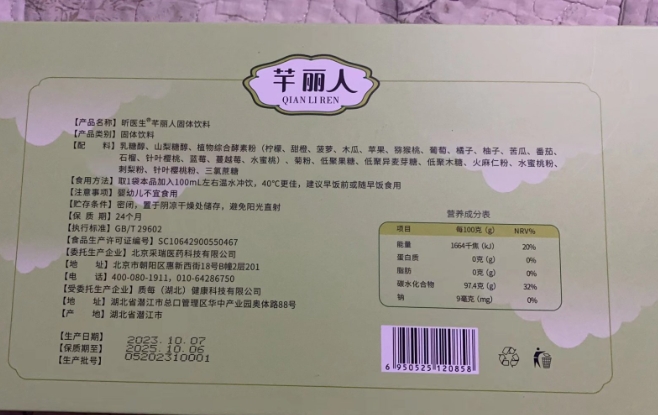 芊丽人
QIAN LI REN
【产品名称】昕医生®芊丽人固体饮料
【产品类别】固体饮料
【配 料】乳糖醇、山梨糖醇、植物综合酵素粉（柠檬、甜橙、菠萝、木瓜、苹果、猕猴桃、葡萄、橘子、柚子、苦瓜、番茄、
石榴、针叶樱桃、蓝莓、蔓越莓、水蜜桃）、菊粉、低聚果糖、低聚异麦芽糖、低聚木糖、火麻仁粉、水蜜桃粉、
刺梨粉、针叶樱桃粉、三氯蔗糖
【食用方法】取1袋本品加入100mL左右温水冲饮，40℃更佳，建议早饭前或随早饭食用
【注意事项】婴幼儿不宜食用
【贮存条件】密闭，置于阴凉干燥处储存，避免阳光直射
【保 质 期】24个月
【执行标准】GB/T 29602
【食品生产许可证编号】SC10642900550467
【委托生产企业】北京采瑞医药科技有限公司
【地 址】北京市朝阳区惠新西街18号B幢2层201
【电 话】400-080-1911、010-64286750
【受委托生产企业】质每（湖北）健康科技有限公司
【地 址】湖北省潜江市总口管理区华中产业园奥体路88号
【产 地】湖北省潜江市
【生产日期】2023.10.07
【保质期至】2025.10.06
【生产批号】05202310001
营养成分表
项目 每100克（g） NRV%
能量 1664千焦（kJ） 20%
蛋白质 0克（g） 0%
脂肪 0克（g） 0%
碳水化合物 97.4克（g） 32%
钠 9毫克（mg） 0%
6 950525 120858